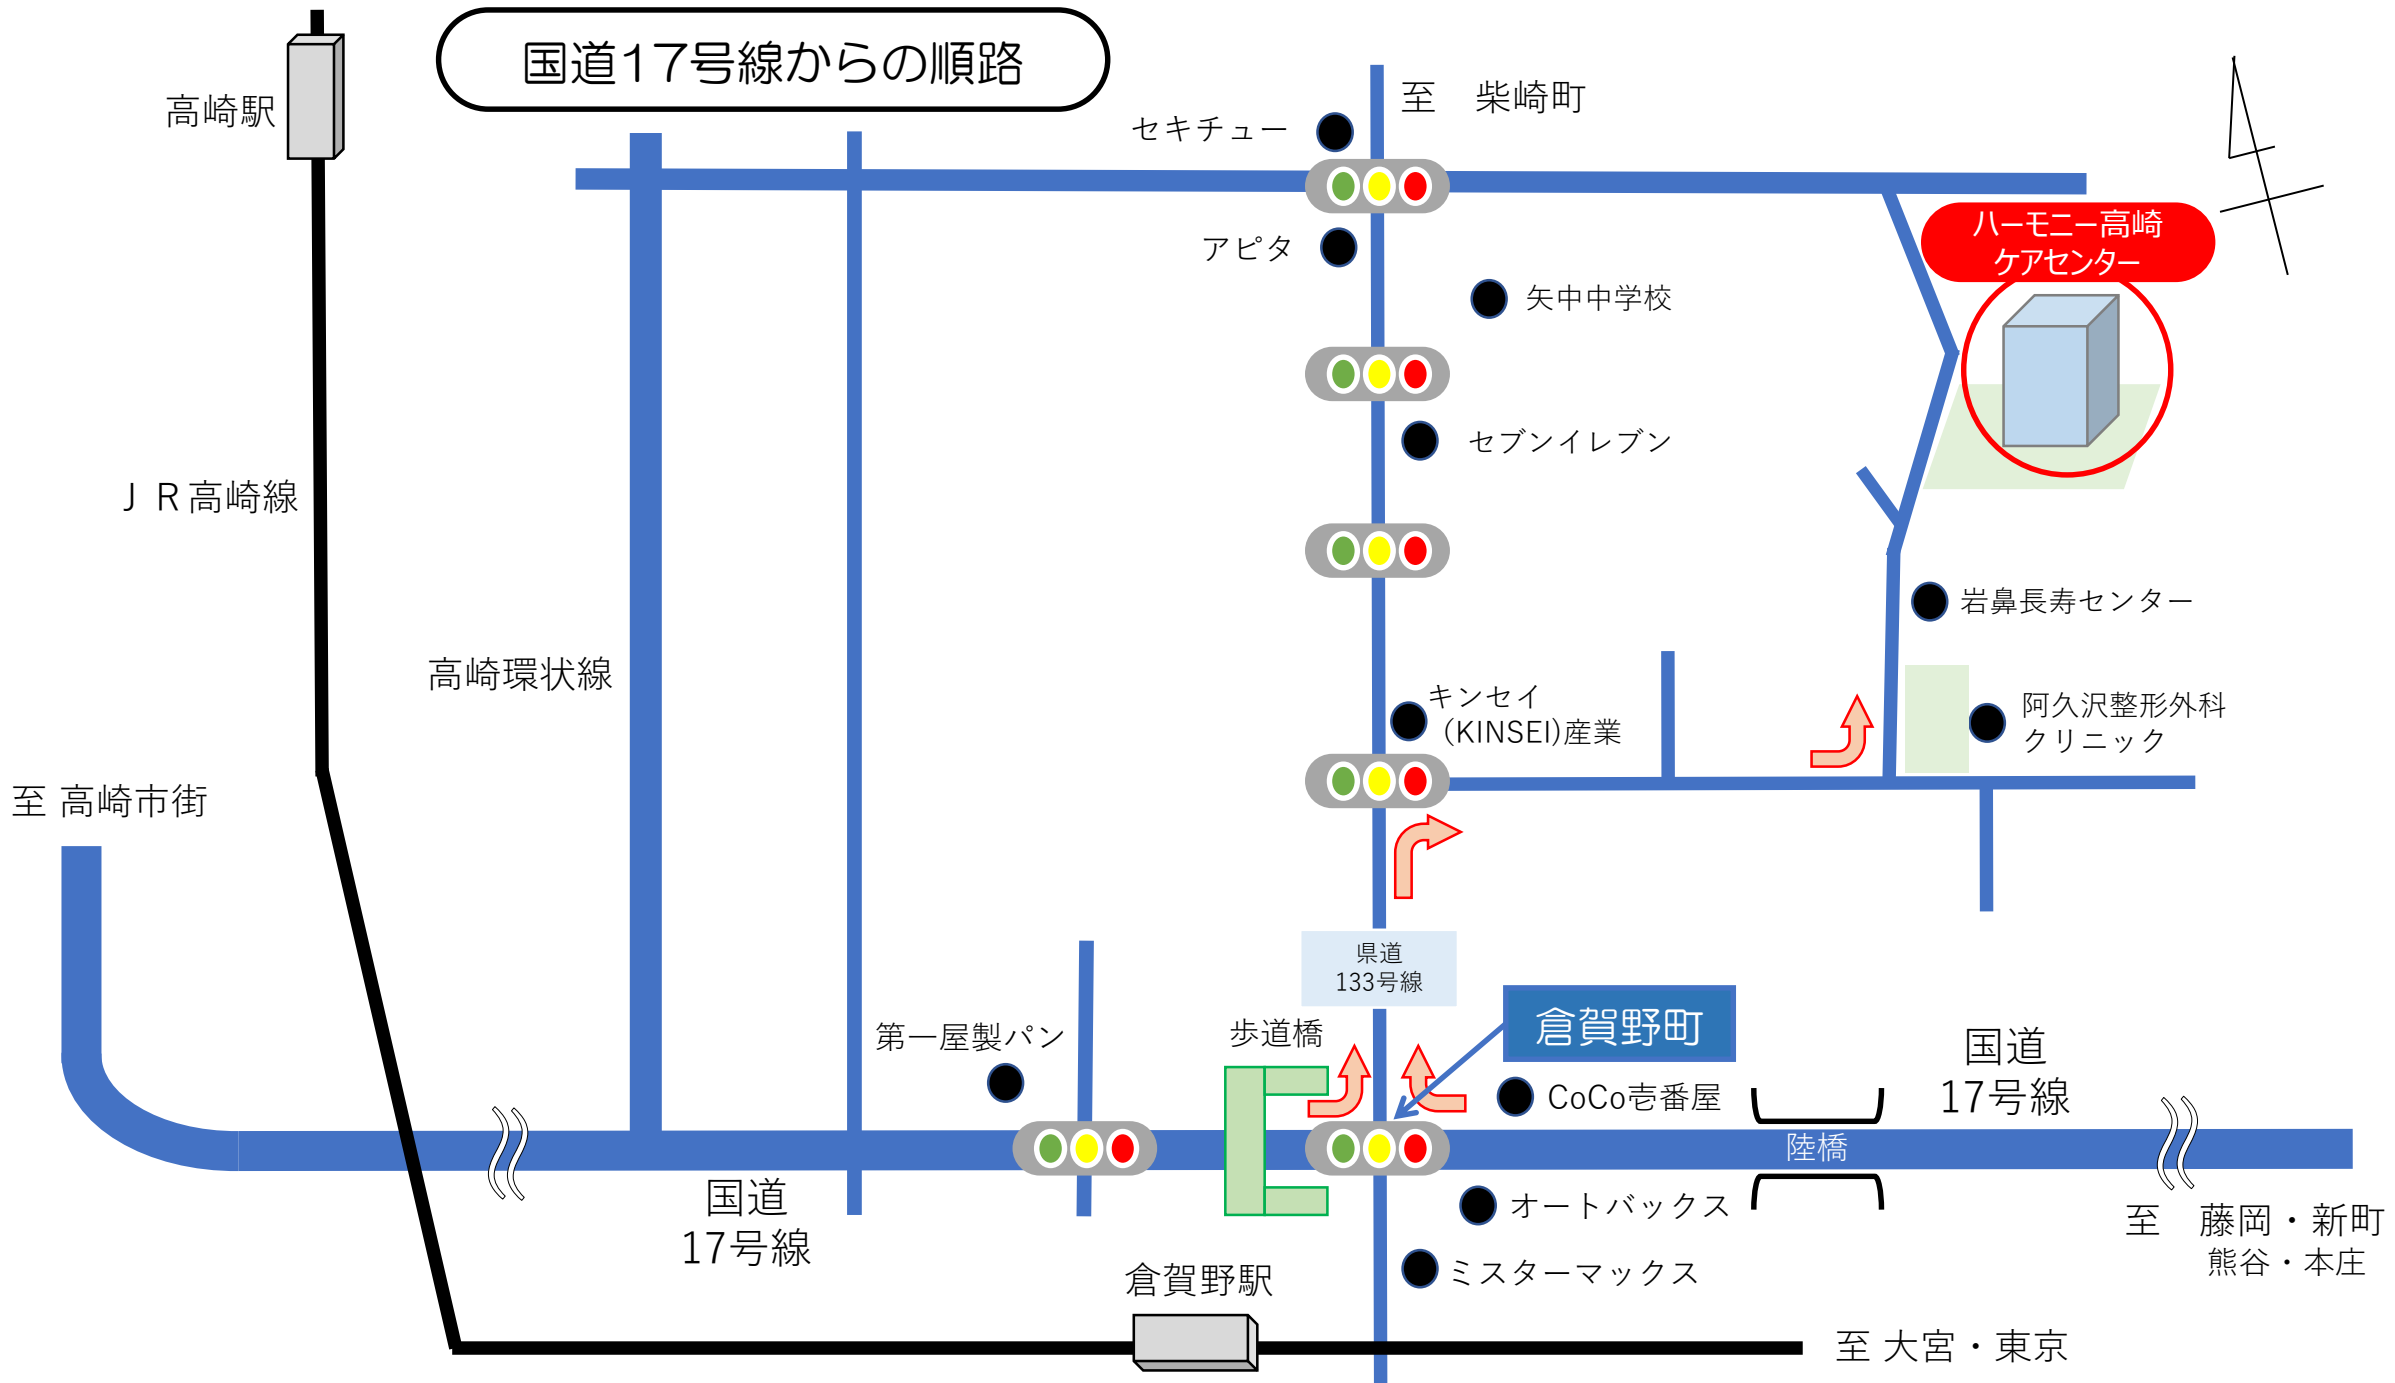 国道17号線からの順路
高崎駅
至　柴崎町
セキチュー
アピタ
ハーモニー高崎
ケアセンター
矢中中学校
セブンイレブン
ＪＲ高崎線
岩鼻長寿センター
高崎環状線
キンセイ
(KINSEI)産業
阿久沢整形外科
クリニック
至 高崎市街
県道
133号線
倉賀野町
第一屋製パン
歩道橋
国道
17号線
CoCo壱番屋
陸橋
国道
17号線
オートバックス
至　藤岡・新町
熊谷・本庄
倉賀野駅
ミスターマックス
至 大宮・東京